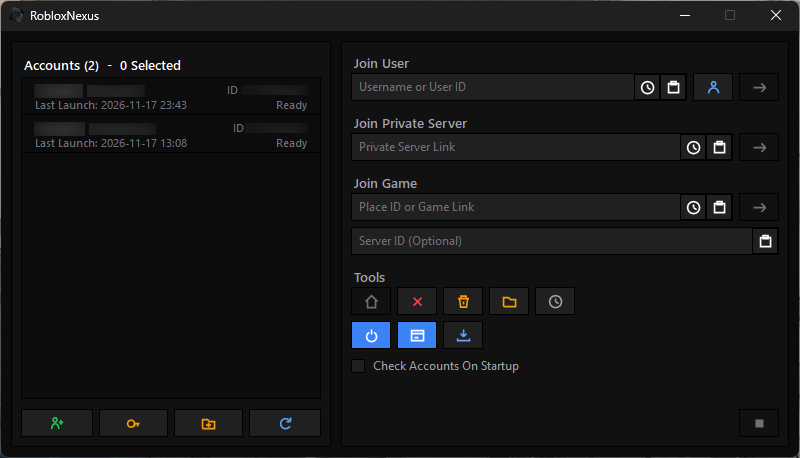 RobloxNexus
Accounts (2) - 0 Selected
ID
Last Launch: 2026-11-17 23:43 Ready
ID
Last Launch: 2026-11-17 13:08 Ready
Join User
Username or User ID
Join Private Server
Private Server Link
Join Game
Place ID or Game Link
Server ID (Optional)
Tools
Check Accounts On Startup